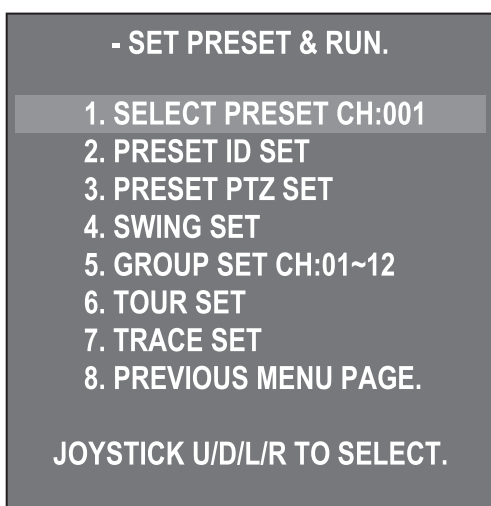 - SET PRESET & RUN.
1. SELECT PRESET CH:001
2. PRESET ID SET
3. PRESET PTZ SET
4. SWING SET
5. GROUP SET CH:01~12
6. TOUR SET
7. TRACE SET
8. PREVIOUS MENU PAGE.
JOYSTICK U/D/L/R TO SELECT.